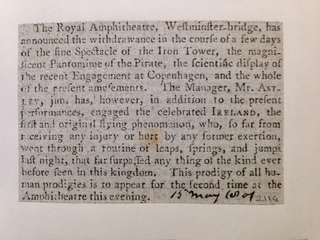 The Royal Amphitheatre, Westminster-bridge, has
announced the withdrawance in the course of a few days
of the fine Spectacle of the Iron Tower, the magni-
ficent Pantomime of the Pirate, the scientific display of
the recent Engagement at Copenhagen, and the whole
of the present amusements. The Manager, Mr. AST-
LEY, jun. has, however, in addition to the present
performances, engaged the celebrated IRELAND, the
first and original flying phenomenon, who, so far from
receiving any injury or hurt by any former exertion,
went through a routine of leaps, springs, and jumps
last night, that far surpassed any thing of the kind ever
before seen in this kingdom. This prodigy of all hu-
man prodigies is to appear for the second time at the
Amphitheatre this evening. 15 May 1801